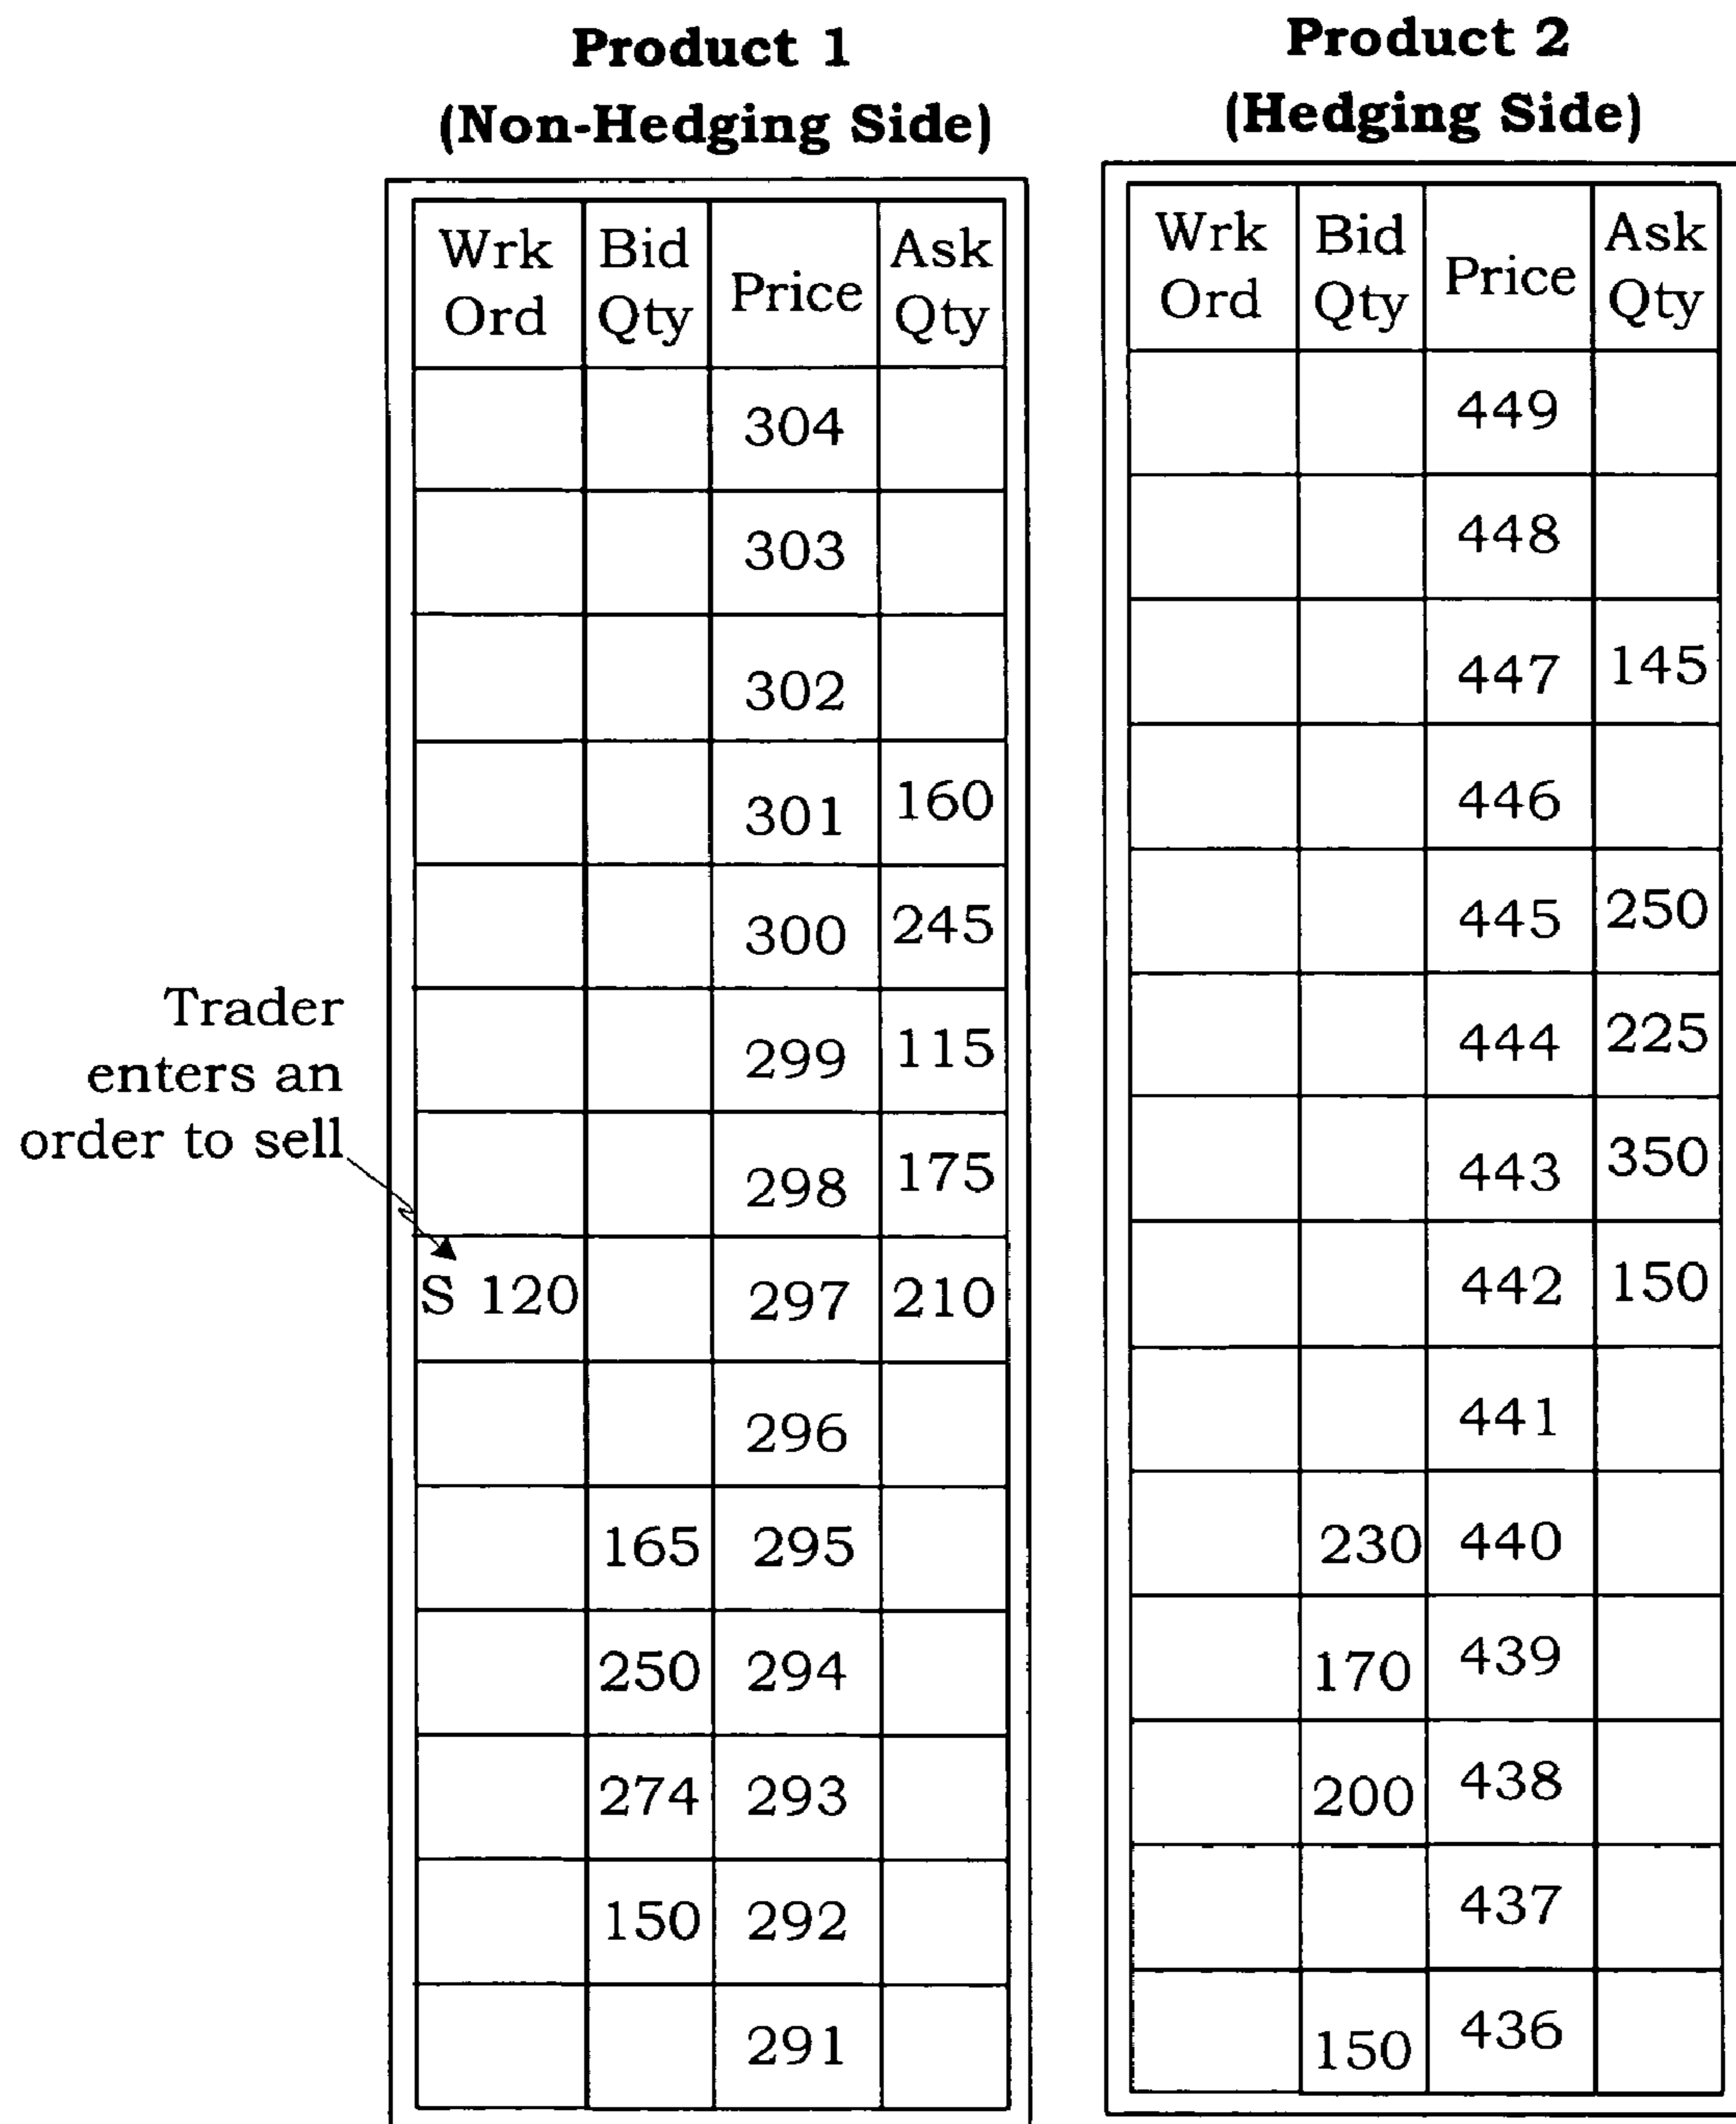 Product 1
(Non-Hedging Side)
Wrk Ord Bid Qty Price Ask Qty
304
303
302
301 160
300 245
299 115
298 175
S 120 297 210
296
165 295
250 294
274 293
150 292
291
Trader
enters an
order to sell
Product 2
(Hedging Side)
Wrk Ord Bid Qty Price Ask Qty
449
448
447 145
446
445 250
444 225
443 350
442 150
441
230 440
170 439
200 438
437
150 436